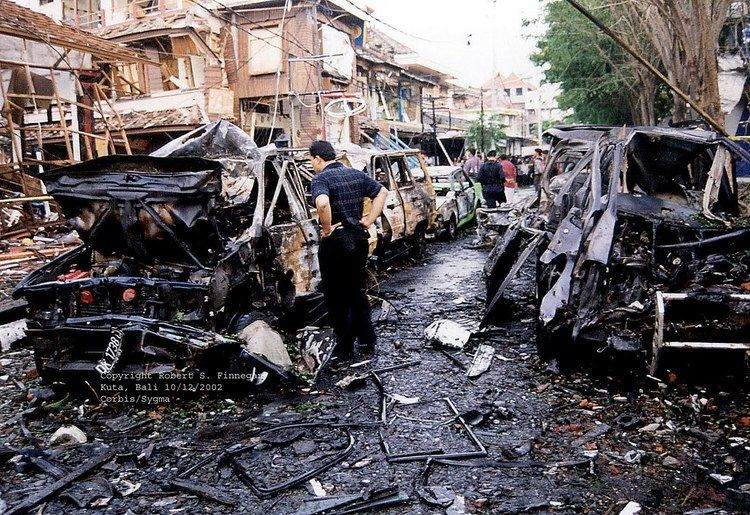 Copyright Robert S. Finnegan
Kuta, Bali 10/12/2002
Corbis/Sygma